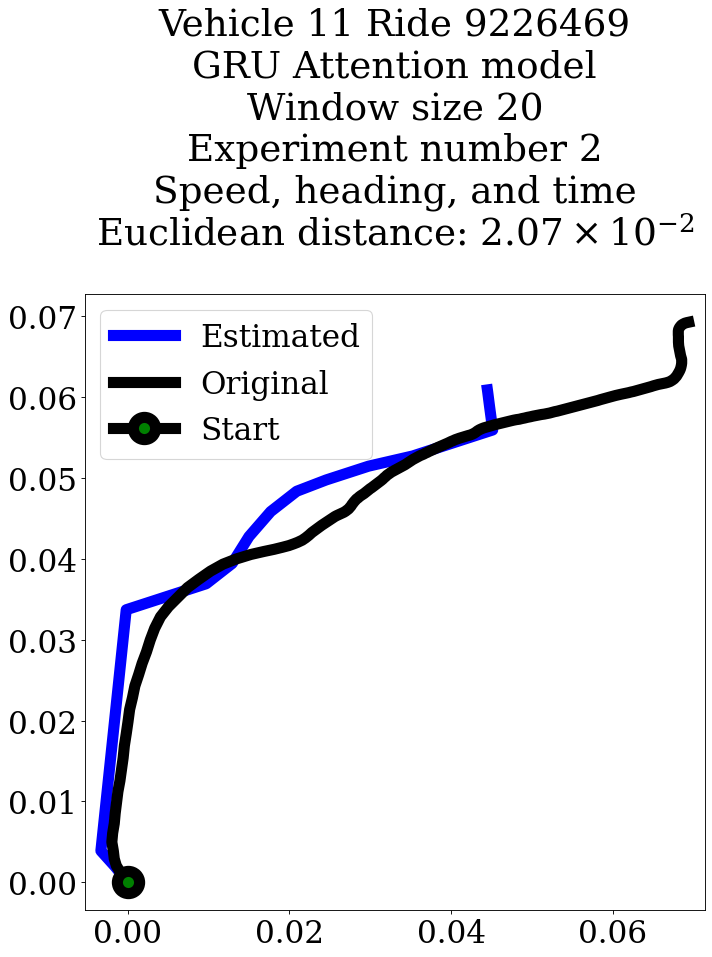 Vehicle 11 Ride 9226469
GRU Attention model
Window size 20
Experiment number 2
Speed, heading, and time
Euclidean distance: 2.07 × 10⁻²
Estimated
Original
Start
0.07
0.06
0.05
0.04
0.03
0.02
0.01
0.00
0.00 0.02 0.04 0.06